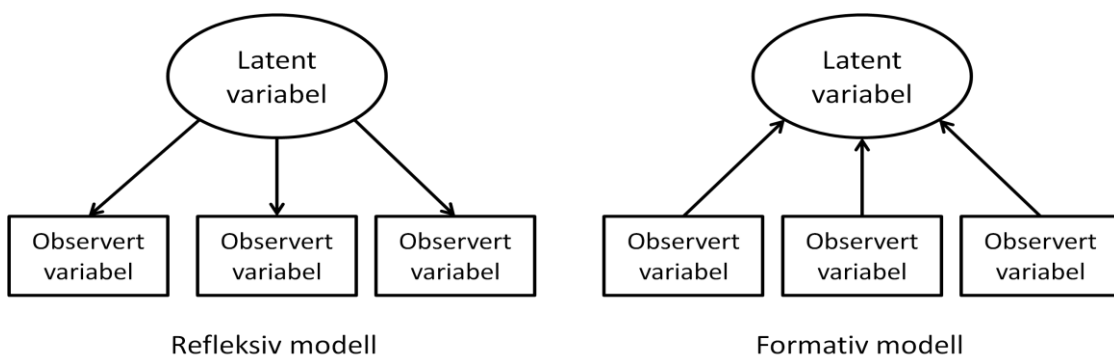 Latent
variabel
Observert
variabel
Observert
variabel
Observert
variabel
Refleksiv modell
Latent
variabel
Observert
variabel
Observert
variabel
Observert
variabel
Formativ modell